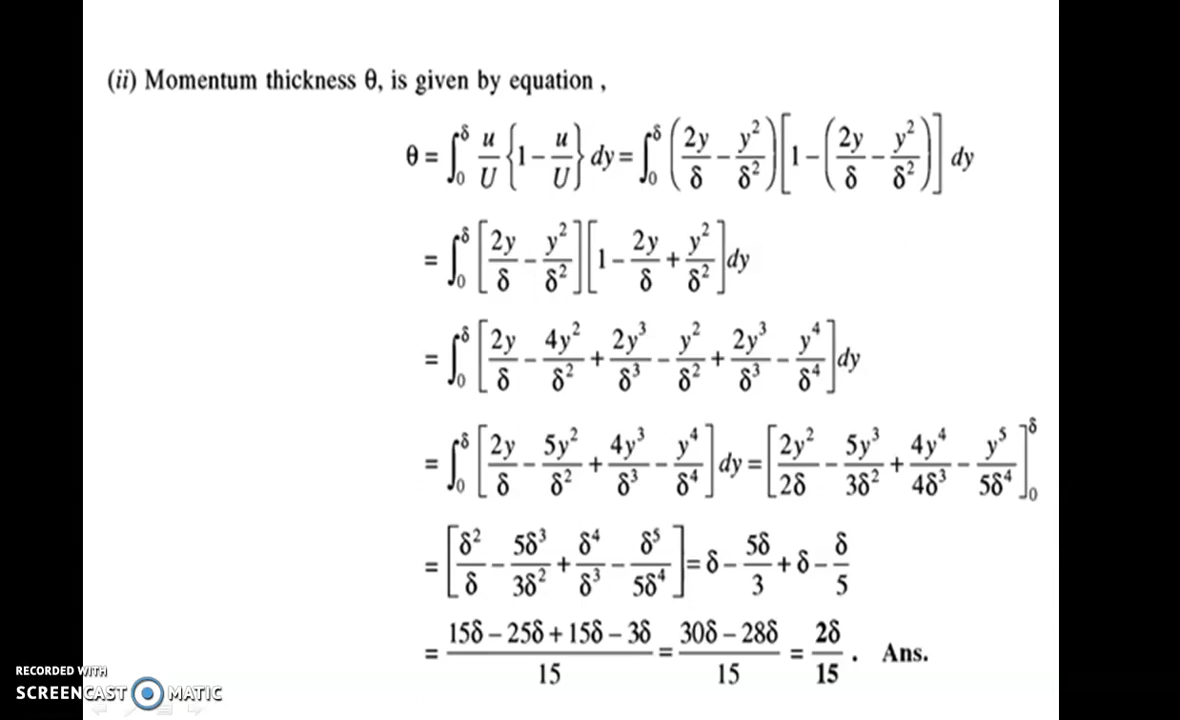 (ii) Momentum thickness θ, is given by equation ,
θ = ∫₀^δ u/U {1 − u/U} dy = ∫₀^δ (2y/δ − y²/δ²) [1 − (2y/δ − y²/δ²)] dy
= ∫₀^δ [2y/δ − y²/δ²] [1 − 2y/δ + y²/δ²] dy
= ∫₀^δ [2y/δ − 4y²/δ² + 2y³/δ³ − y²/δ² + 2y³/δ³ − y⁴/δ⁴] dy
= ∫₀^δ [2y/δ − 5y²/δ² + 4y³/δ³ − y⁴/δ⁴] dy = [2y²/2δ − 5y³/3δ² + 4y⁴/4δ³ − y⁵/5δ⁴]₀^δ
= [δ²/δ − 5δ³/3δ² + δ⁴/δ³ − δ⁵/5δ⁴] = δ − 5δ/3 + δ − δ/5
= (15δ − 25δ + 15δ − 3δ)/15 = (30δ − 28δ)/15 = 2δ/15 . Ans.
RECORDED WITH
SCREENCAST MATIC